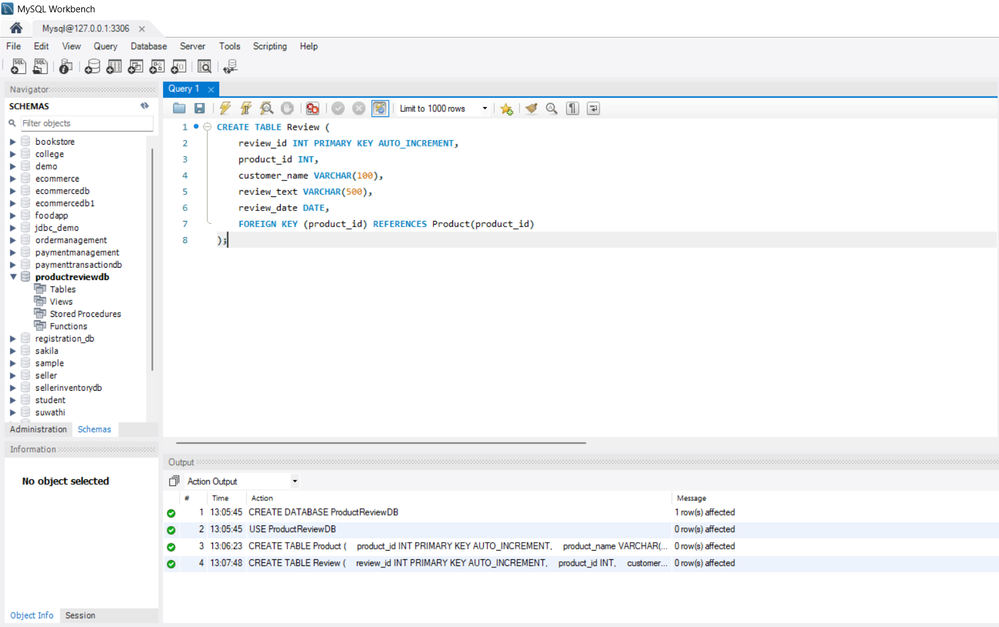 MySQL Workbench
Mysql@127.0.0.1:3306
File Edit View Query Database Server Tools Scripting Help
Navigator
SCHEMAS
Filter objects
bookstore
college
demo
ecommerce
ecommercedb
ecommercedb1
foodapp
jdbc_demo
ordermanagement
paymentmanagement
paymenttransactiondb
productreviewdb
Tables
Views
Stored Procedures
Functions
registration_db
sakila
sample
seller
sellerinventorydb
student
suwathi
Administration Schemas
Information
No object selected
Object Info Session
Query 1
Limit to 1000 rows
1 CREATE TABLE Review (
2 review_id INT PRIMARY KEY AUTO_INCREMENT,
3 product_id INT,
4 customer_name VARCHAR(100),
5 review_text VARCHAR(500),
6 review_date DATE,
7 FOREIGN KEY (product_id) REFERENCES Product(product_id)
8 );
Output
Action Output
# Time Action Message
1 13:05:45 CREATE DATABASE ProductReviewDB 1 row(s) affected
2 13:05:45 USE ProductReviewDB 0 row(s) affected
3 13:06:23 CREATE TABLE Product ( product_id INT PRIMARY KEY AUTO_INCREMENT, product_name VARCHAR(... 0 row(s) affected
4 13:07:48 CREATE TABLE Review ( review_id INT PRIMARY KEY AUTO_INCREMENT, product_id INT, customer... 0 row(s) affected